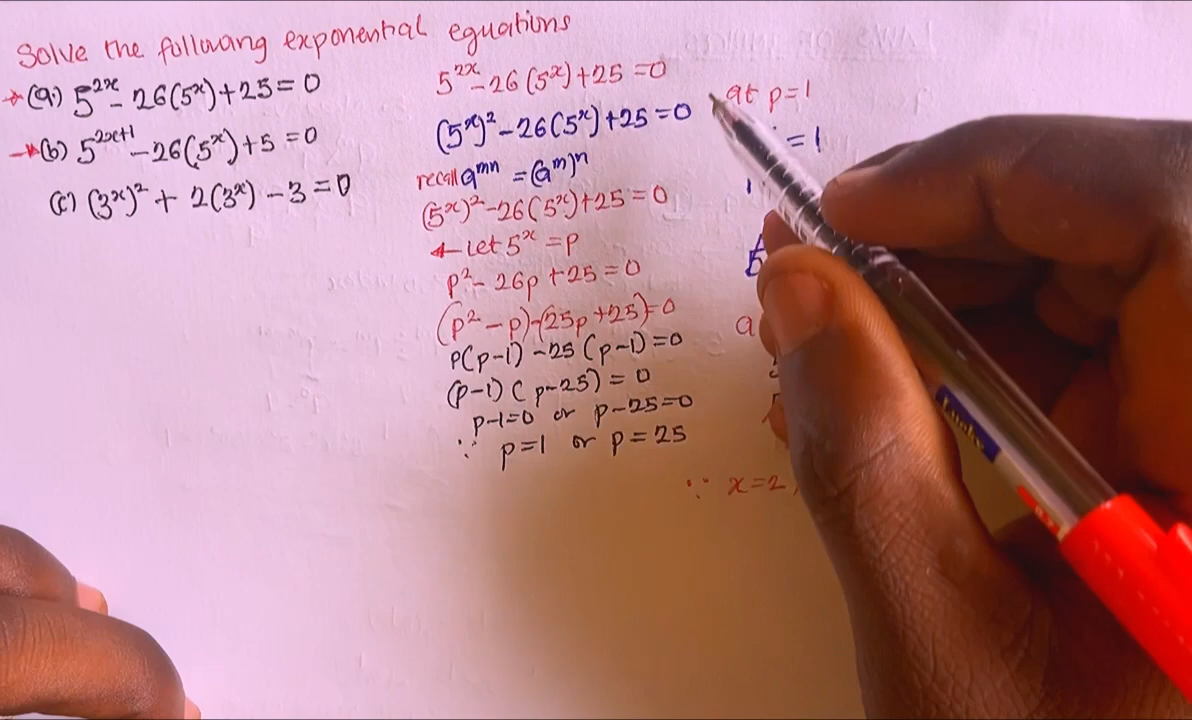 Solve the following exponential equations
(a) 5^{2x} - 26(5^x) + 25 = 0
(b) 5^{2x+1} - 26(5^x) + 5 = 0
(c) (3^x)^2 + 2(3^x) - 3 = 0
5^{2x} - 26(5^x) + 25 = 0
(5^x)^2 - 26(5^x) + 25 = 0
recall a^{mn} = (a^m)^n
(5^x)^2 - 26(5^x) + 25 = 0
Let 5^x = p
p^2 - 26p + 25 = 0
(p^2 - p) - (25p + 25) = 0
p(p-1) - 25(p-1) = 0
(p-1)(p-25) = 0
p-1=0 or p-25=0
∵ p=1 or p=25
at p=1
= 1
5
a
∵ x=2,